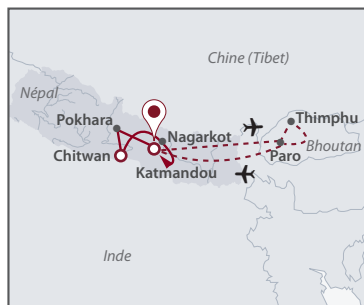 Chine (Tibet)
Népal
Pokhara
Thimphu
Nagarkot
Chitwan
Paro
Bhoutan
Katmandou
Inde